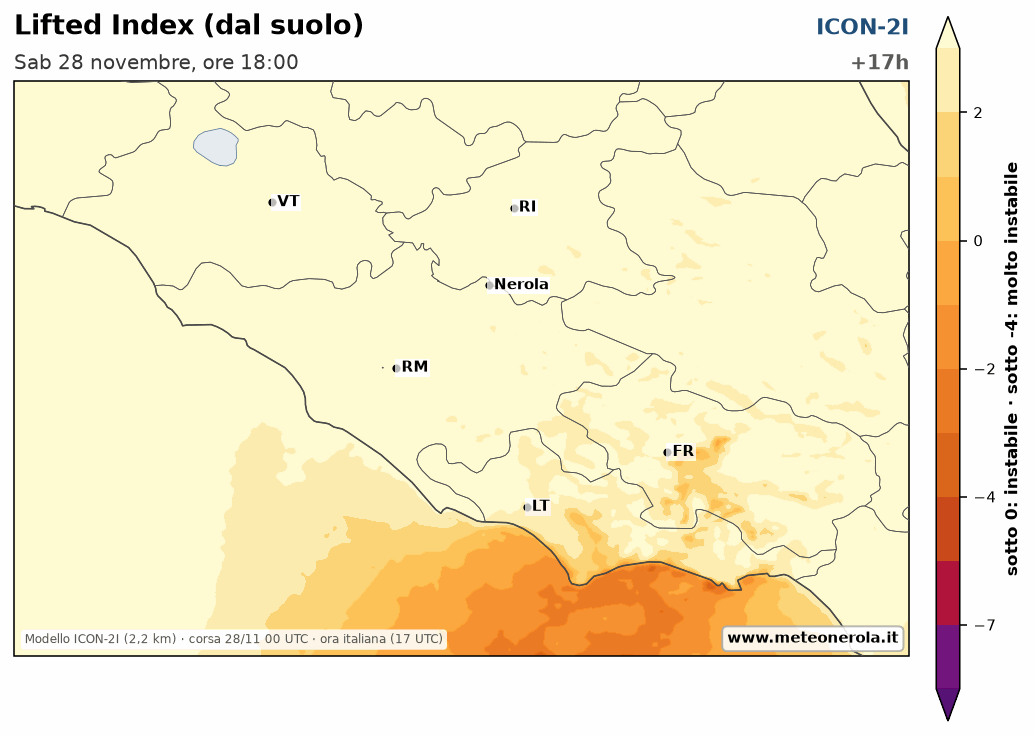 Lifted Index (dal suolo)
ICON-2I
Sab 28 novembre, ore 18:00
+17h
VT
RI
Nerola
RM
FR
LT
2
0
−2
−4
−7
sotto 0: instabile · sotto -4: molto instabile
Modello ICON-2I (2,2 km) · corsa 28/11 00 UTC · ora italiana (17 UTC)
www.meteonerola.it